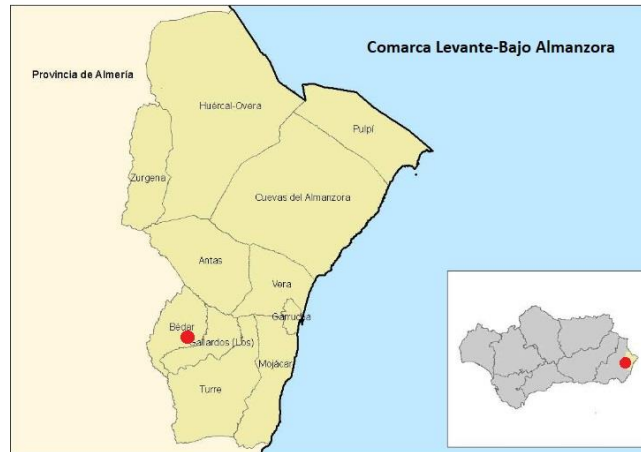 Comarca Levante-Bajo Almanzora
Provincia de Almería
Huércal-Overa
Pulpí
Zurgena
Cuevas del Almanzora
Antas
Vera
Garrucha
Bédar
Gallardos (Los)
Mojácar
Turre